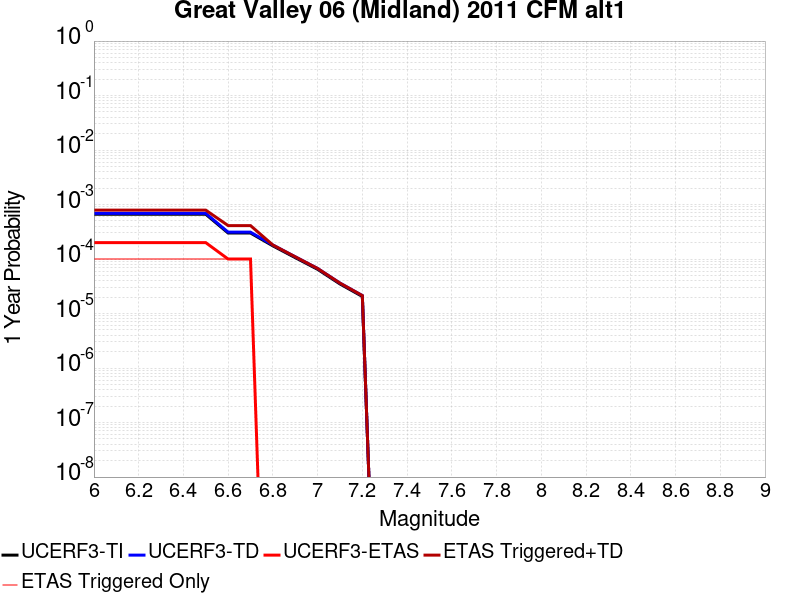 Great Valley 06 (Midland) 2011 CFM alt1
10^0
10^-1
10^-2
10^-3
10^-4
10^-5
10^-6
10^-7
10^-8
1 Year Probability
6 6.2 6.4 6.6 6.8 7 7.2 7.4 7.6 7.8 8 8.2 8.4 8.6 8.8 9
Magnitude
UCERF3-TI UCERF3-TD UCERF3-ETAS ETAS Triggered+TD
ETAS Triggered Only